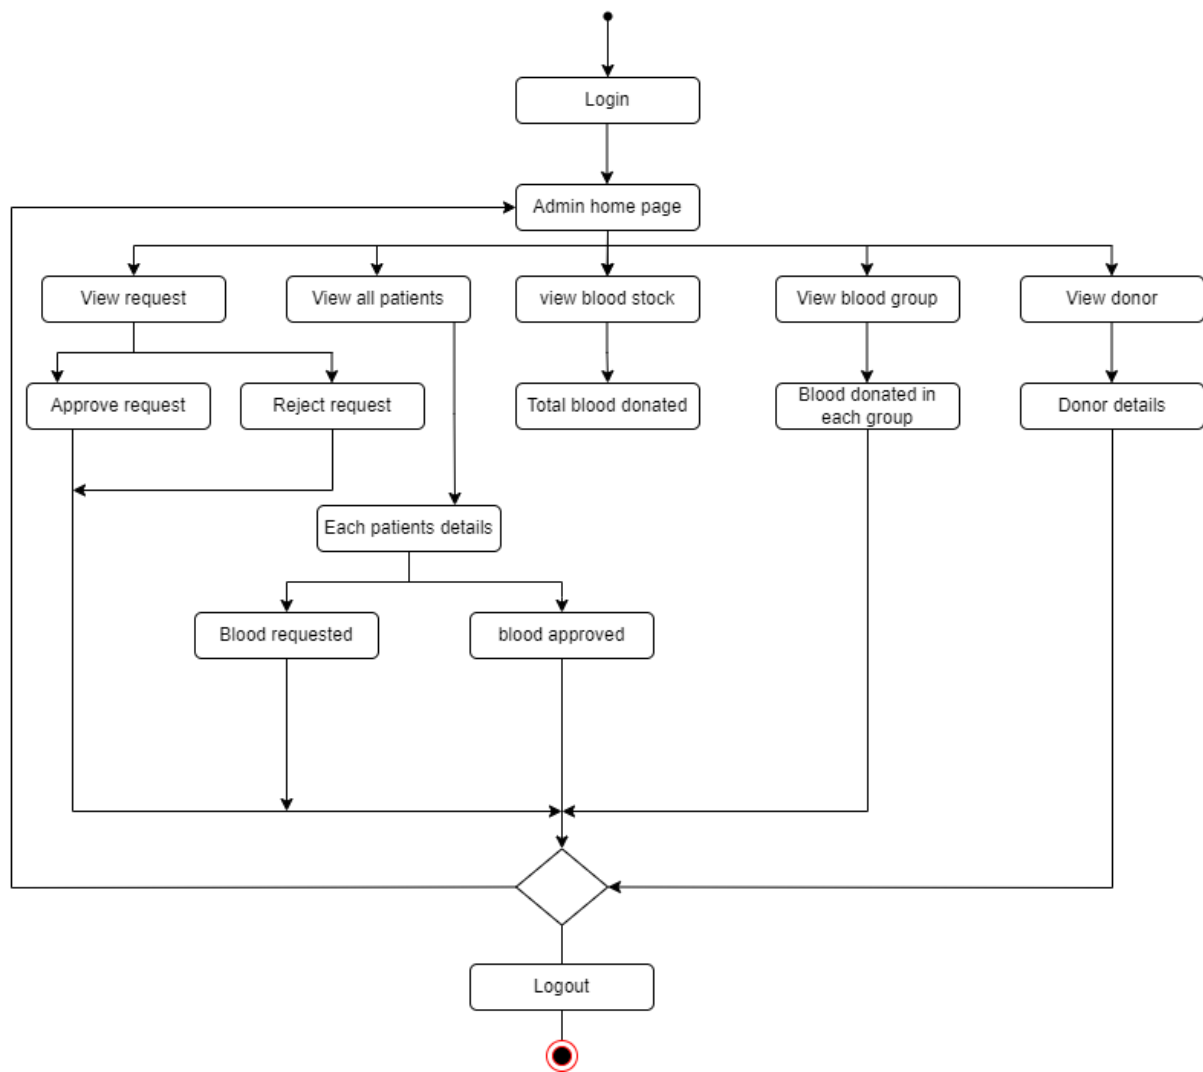 Login
Admin home page
View request
View all patients
view blood stock
View blood group
View donor
Approve request
Reject request
Total blood donated
Blood donated in
each group
Donor details
Each patients details
Blood requested
blood approved
Logout